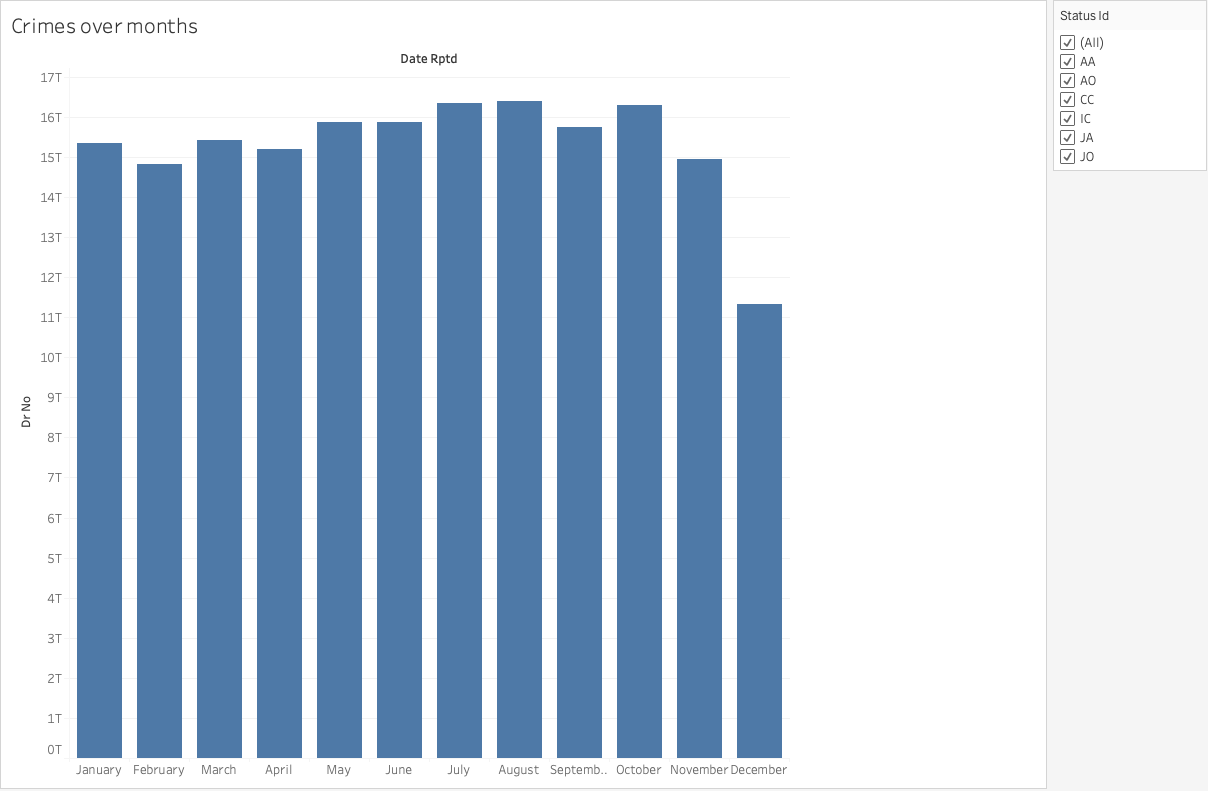 Crimes over months
Date Rptd
17T
16T
15T
14T
13T
12T
11T
10T
9T
8T
7T
6T
5T
4T
3T
2T
1T
0T
Dr No
January February March April May June July August Septemb.. October November December
Status Id
(All)
AA
AO
CC
IC
JA
JO